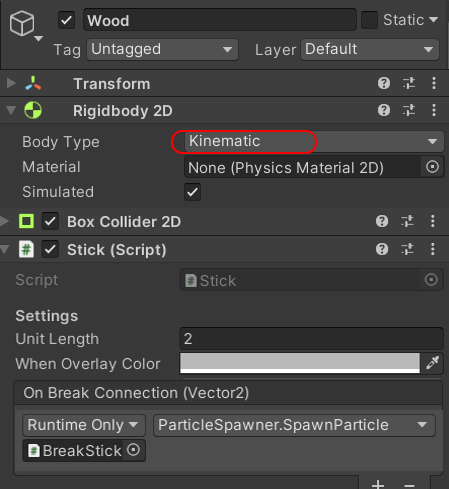 Wood Static
Tag Untagged Layer Default
Transform
Rigidbody 2D
Body Type Kinematic
Material None (Physics Material 2D)
Simulated
Box Collider 2D
Stick (Script)
Script Stick
Settings
Unit Length 2
When Overlay Color
On Break Connection (Vector2)
Runtime Only ParticleSpawner.SpawnParticle
BreakStick
+ −